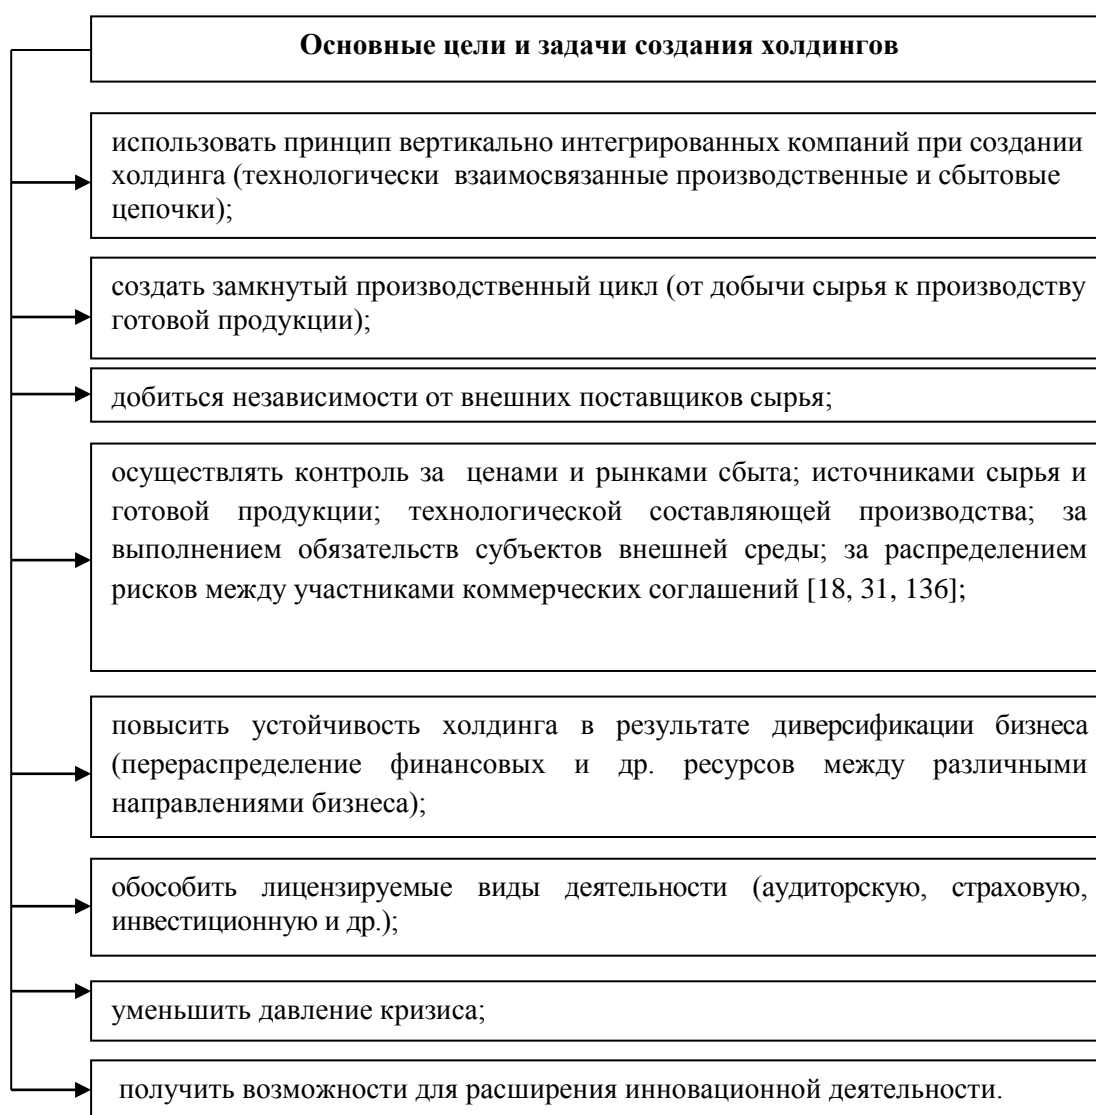 Основные цели и задачи создания холдингов
использовать принцип вертикально интегрированных компаний при создании
холдинга (технологически взаимосвязанные производственные и сбытовые
цепочки);
создать замкнутый производственный цикл (от добычи сырья к производству
готовой продукции);
добиться независимости от внешних поставщиков сырья;
осуществлять контроль за ценами и рынками сбыта; источниками сырья и
готовой продукции; технологической составляющей производства; за
выполнением обязательств субъектов внешней среды; за распределением
рисков между участниками коммерческих соглашений [18, 31, 136];
повысить устойчивость холдинга в результате диверсификации бизнеса
(перераспределение финансовых и др. ресурсов между различными
направлениями бизнеса);
обособить лицензируемые виды деятельности (аудиторскую, страховую,
инвестиционную и др.);
уменьшить давление кризиса;
получить возможности для расширения инновационной деятельности.